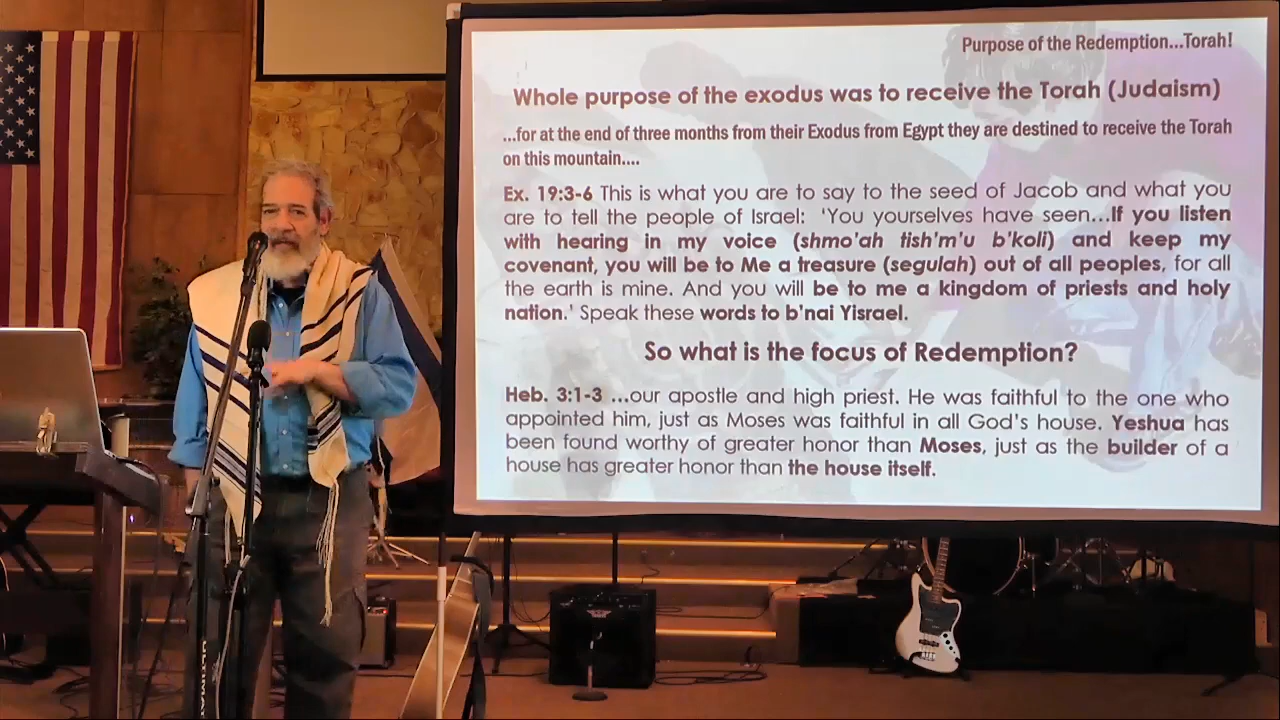 Purpose of the Redemption...Torah!
Whole purpose of the exodus was to receive the Torah (Judaism)
...for at the end of three months from their Exodus from Egypt they are destined to receive the Torah
on this mountain....
Ex. 19:3-6 This is what you are to say to the seed of Jacob and what you
are to tell the people of Israel: 'You yourselves have seen...If you listen
with hearing in my voice (shmo'ah tish'm'u b'koli) and keep my
covenant, you will be to Me a treasure (segulah) out of all peoples, for all
the earth is mine. And you will be to me a kingdom of priests and holy
nation.' Speak these words to b'nai Yisrael.
So what is the focus of Redemption?
Heb. 3:1-3 ...our apostle and high priest. He was faithful to the one who
appointed him, just as Moses was faithful in all God's house. Yeshua has
been found worthy of greater honor than Moses, just as the builder of a
house has greater honor than the house itself.